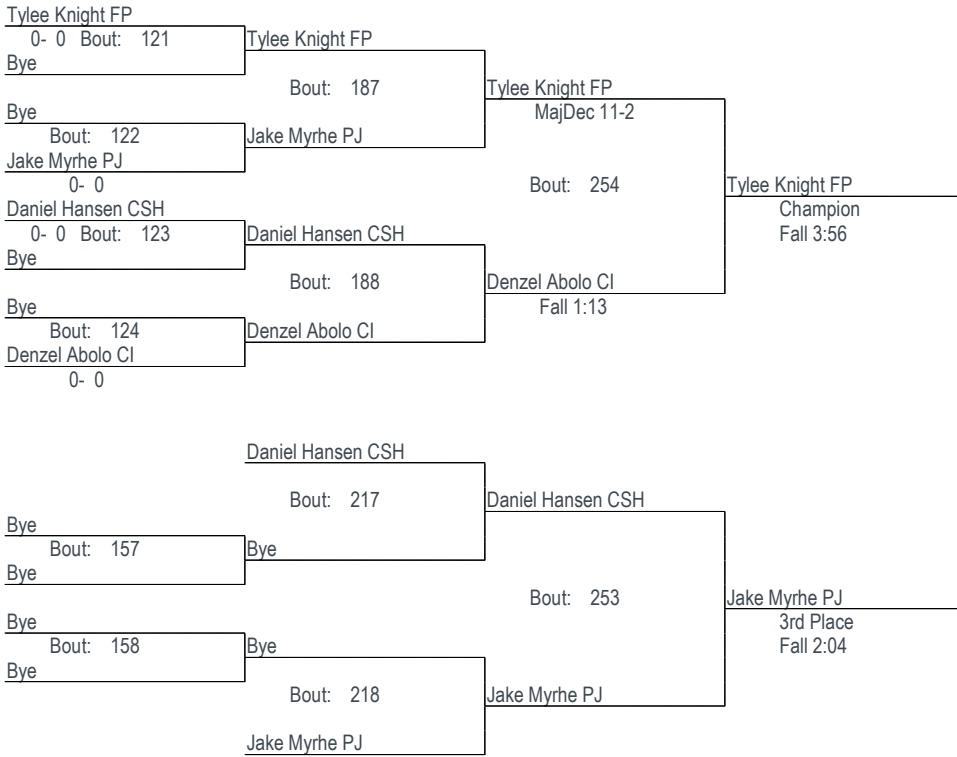 Tylee Knight FP
0- 0 Bout: 121
Bye
Tylee Knight FP
Bout: 187
Tylee Knight FP
MajDec 11-2
Bye
Bout: 122
Jake Myrhe PJ
Jake Myrhe PJ
0- 0
Bout: 254
Tylee Knight FP
Champion
Fall 3:56
Daniel Hansen CSH
0- 0 Bout: 123
Bye
Daniel Hansen CSH
Bout: 188
Denzel Abolo CI
Fall 1:13
Bye
Bout: 124
Denzel Abolo CI
Denzel Abolo CI
0- 0
Daniel Hansen CSH
Bout: 217
Daniel Hansen CSH
Bye
Bout: 157
Bye
Bye
Bout: 253
Jake Myrhe PJ
3rd Place
Fall 2:04
Bye
Bout: 158
Bye
Bye
Bout: 218
Jake Myrhe PJ
Jake Myrhe PJ